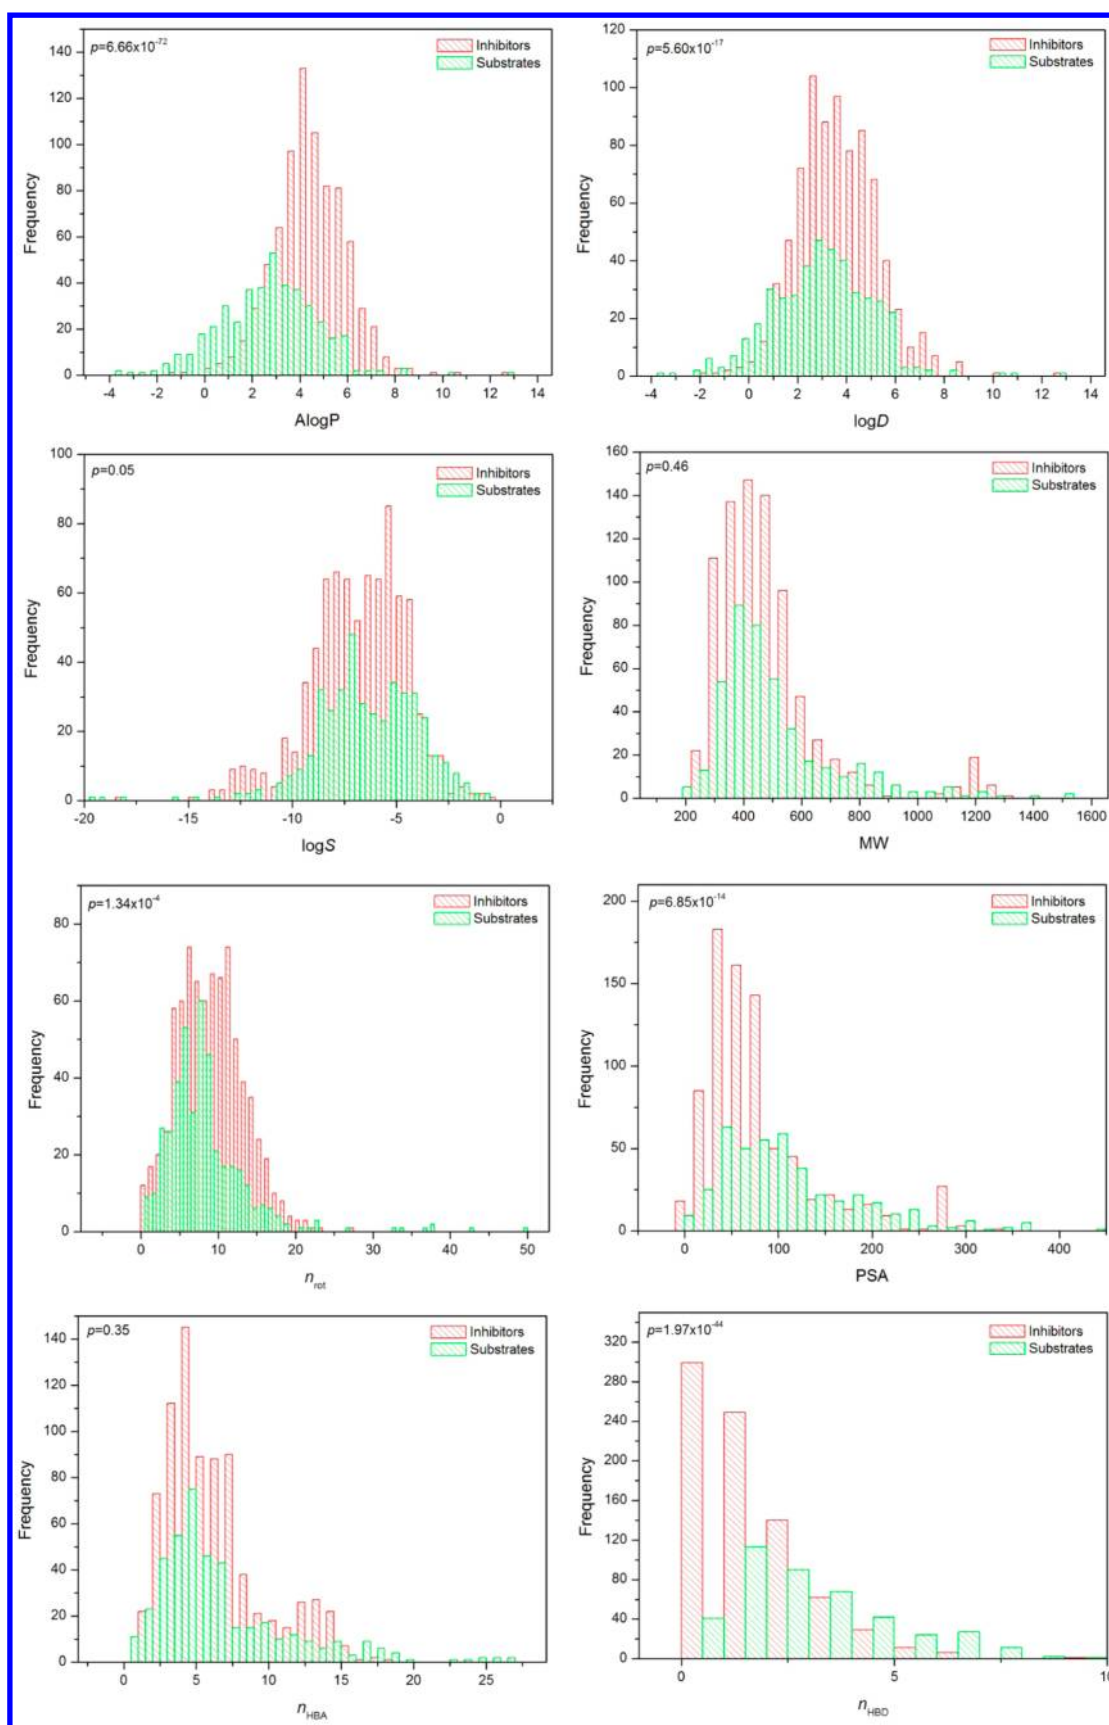 p=6.66x10⁻⁷²
Inhibitors
Substrates
140
120
100
80
60
40
20
0
Frequency
-4 -2 0 2 4 6 8 10 12 14
AlogP
p=5.60x10⁻¹⁷
Inhibitors
Substrates
120
100
80
60
40
20
0
Frequency
-4 -2 0 2 4 6 8 10 12 14
logD
p=0.05
Inhibitors
Substrates
100
80
60
40
20
0
Frequency
-20 -15 -10 -5 0
logS
p=0.46
Inhibitors
Substrates
160
140
120
100
80
60
40
20
0
Frequency
200 400 600 800 1000 1200 1400 1600
MW
p=1.34x10⁻⁴
Inhibitors
Substrates
80
60
40
20
0
Frequency
0 10 20 30 40 50
n_rot
p=6.85x10⁻¹⁴
Inhibitors
Substrates
200
150
100
50
0
Frequency
0 100 200 300 400
PSA
p=0.35
Inhibitors
Substrates
140
120
100
80
60
40
20
0
Frequency
0 5 10 15 20 25
n_HBA
p=1.97x10⁻⁴⁴
Inhibitors
Substrates
320
280
240
200
160
120
80
40
0
Frequency
0 5 10
n_HBD